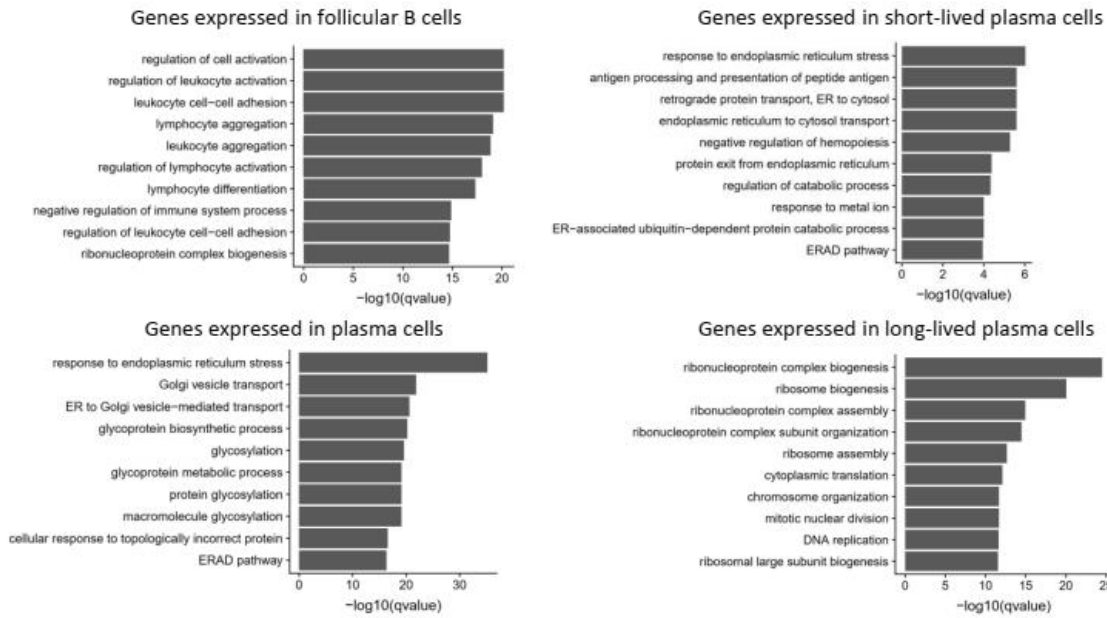 Genes expressed in follicular B cells
regulation of cell activation
regulation of leukocyte activation
leukocyte cell−cell adhesion
lymphocyte aggregation
leukocyte aggregation
regulation of lymphocyte activation
lymphocyte differentiation
negative regulation of immune system process
regulation of leukocyte cell−cell adhesion
ribonucleoprotein complex biogenesis
0 5 10 15 20
−log10(qvalue)
Genes expressed in short-lived plasma cells
response to endoplasmic reticulum stress
antigen processing and presentation of peptide antigen
retrograde protein transport, ER to cytosol
endoplasmic reticulum to cytosol transport
negative regulation of hemopoiesis
protein exit from endoplasmic reticulum
regulation of catabolic process
response to metal ion
ER−associated ubiquitin−dependent protein catabolic process
ERAD pathway
0 2 4 6
−log10(qvalue)
Genes expressed in plasma cells
response to endoplasmic reticulum stress
Golgi vesicle transport
ER to Golgi vesicle−mediated transport
glycoprotein biosynthetic process
glycosylation
glycoprotein metabolic process
protein glycosylation
macromolecule glycosylation
cellular response to topologically incorrect protein
ERAD pathway
0 10 20 30
−log10(qvalue)
Genes expressed in long-lived plasma cells
ribonucleoprotein complex biogenesis
ribosome biogenesis
ribonucleoprotein complex assembly
ribonucleoprotein complex subunit organization
ribosome assembly
cytoplasmic translation
chromosome organization
mitotic nuclear division
DNA replication
ribosomal large subunit biogenesis
0 5 10 15 20 25
−log10(qvalue)